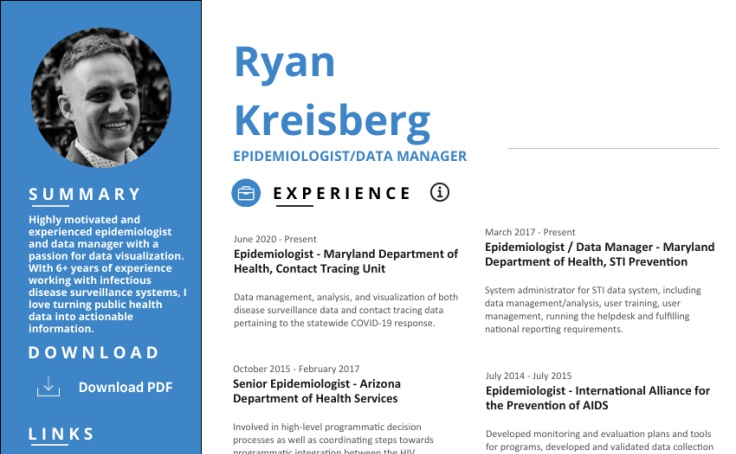 Ryan
Kreisberg
EPIDEMIOLOGIST/DATA MANAGER
SUMMARY
Highly motivated and
experienced epidemiologist
and data manager with a
passion for data visualization.
WIth 6+ years of experience
working with infectious
disease surveillance systems, I
love turning public health
data into actionable
information.
DOWNLOAD
Download PDF
LINKS
EXPERIENCE
June 2020 - Present
Epidemiologist - Maryland Department of
Health, Contact Tracing Unit
Data management, analysis, and visualization of both
disease surveillance data and contact tracing data
pertaining to the statewide COVID-19 response.
March 2017 - Present
Epidemiologist / Data Manager - Maryland
Department of Health, STI Prevention
System administrator for STI data system, including
data management/analysis, user training, user
management, running the helpdesk and fulfilling
national reporting requirements.
October 2015 - February 2017
Senior Epidemiologist - Arizona
Department of Health Services
Involved in high-level programmatic decision
processes as well as coordinating steps towards
programmatic integration between the HIV
July 2014 - July 2015
Epidemiologist - International Alliance for
the Prevention of AIDS
Developed monitoring and evaluation plans and tools
for programs, developed and validated data collection